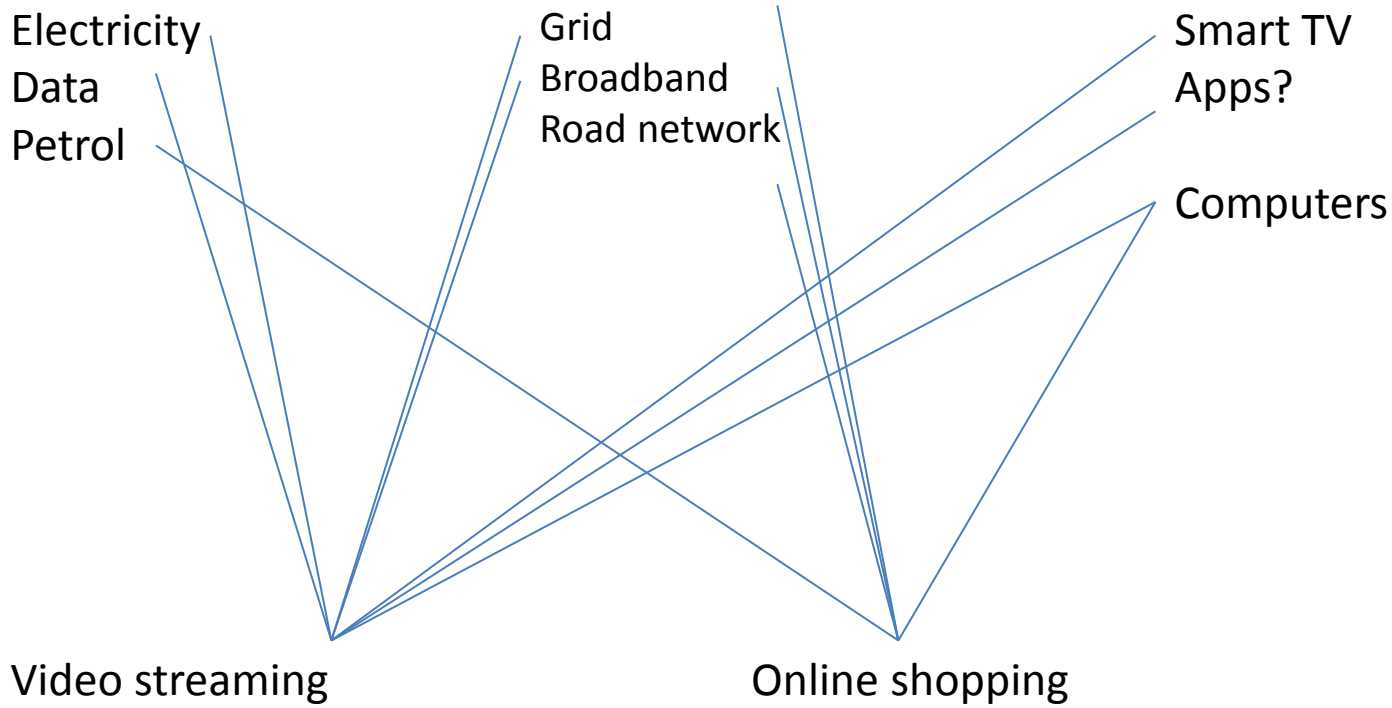 Electricity
Data
Petrol
Grid
Broadband
Road network
Smart TV
Apps?
Computers
Video streaming
Online shopping